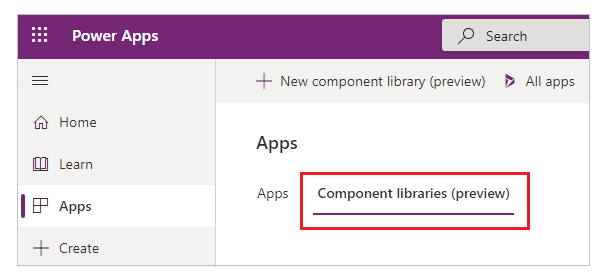 Power Apps
Search
New component library (preview)
All apps
Home
Learn
Apps
Create
Apps
Apps
Component libraries (preview)